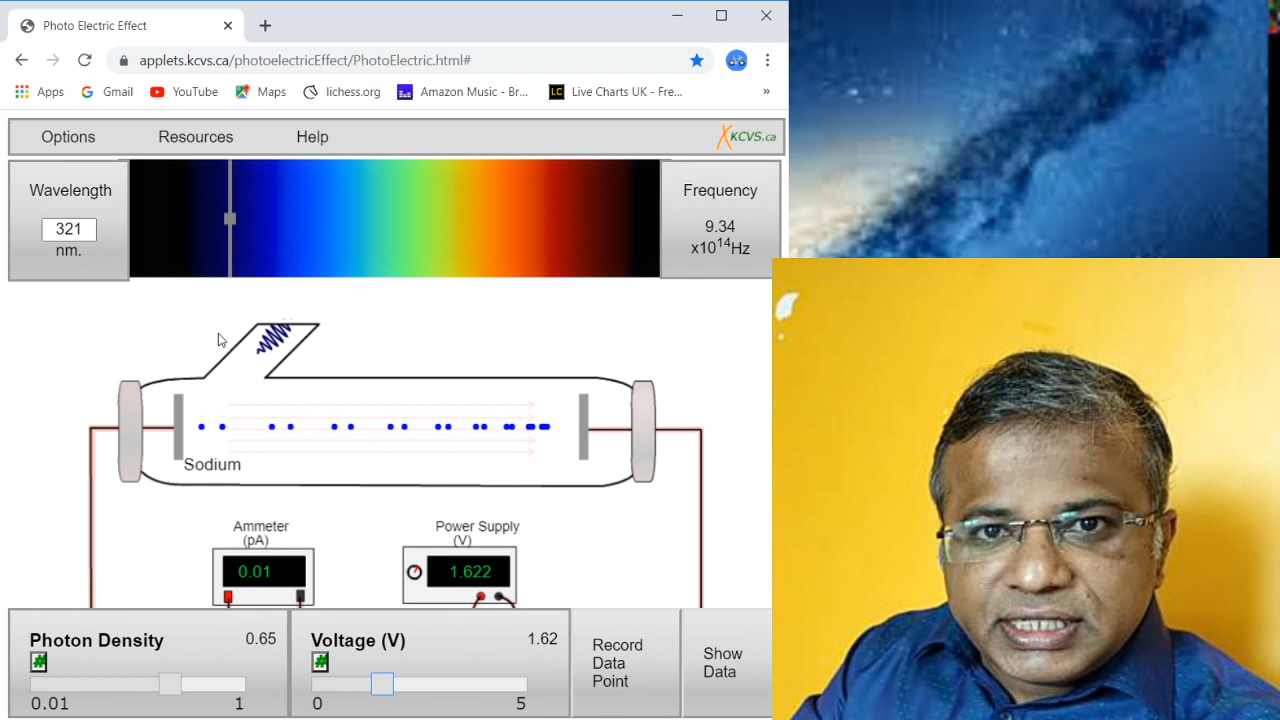 Photo Electric Effect
applets.kcvs.ca/photoelectricEffect/PhotoElectric.html#
Apps Gmail YouTube Maps lichess.org Amazon Music - Br... LC Live Charts UK - Fre... »
Options Resources Help KCVS.ca
Wavelength
321
nm.
Frequency
9.34
x10¹⁴Hz
Sodium
Ammeter
(pA)
0.01
Power Supply
(V)
1.622
Photon Density 0.65
#
0.01 1
Voltage (V) 1.62
#
0 5
Record
Data
Point
Show
Data